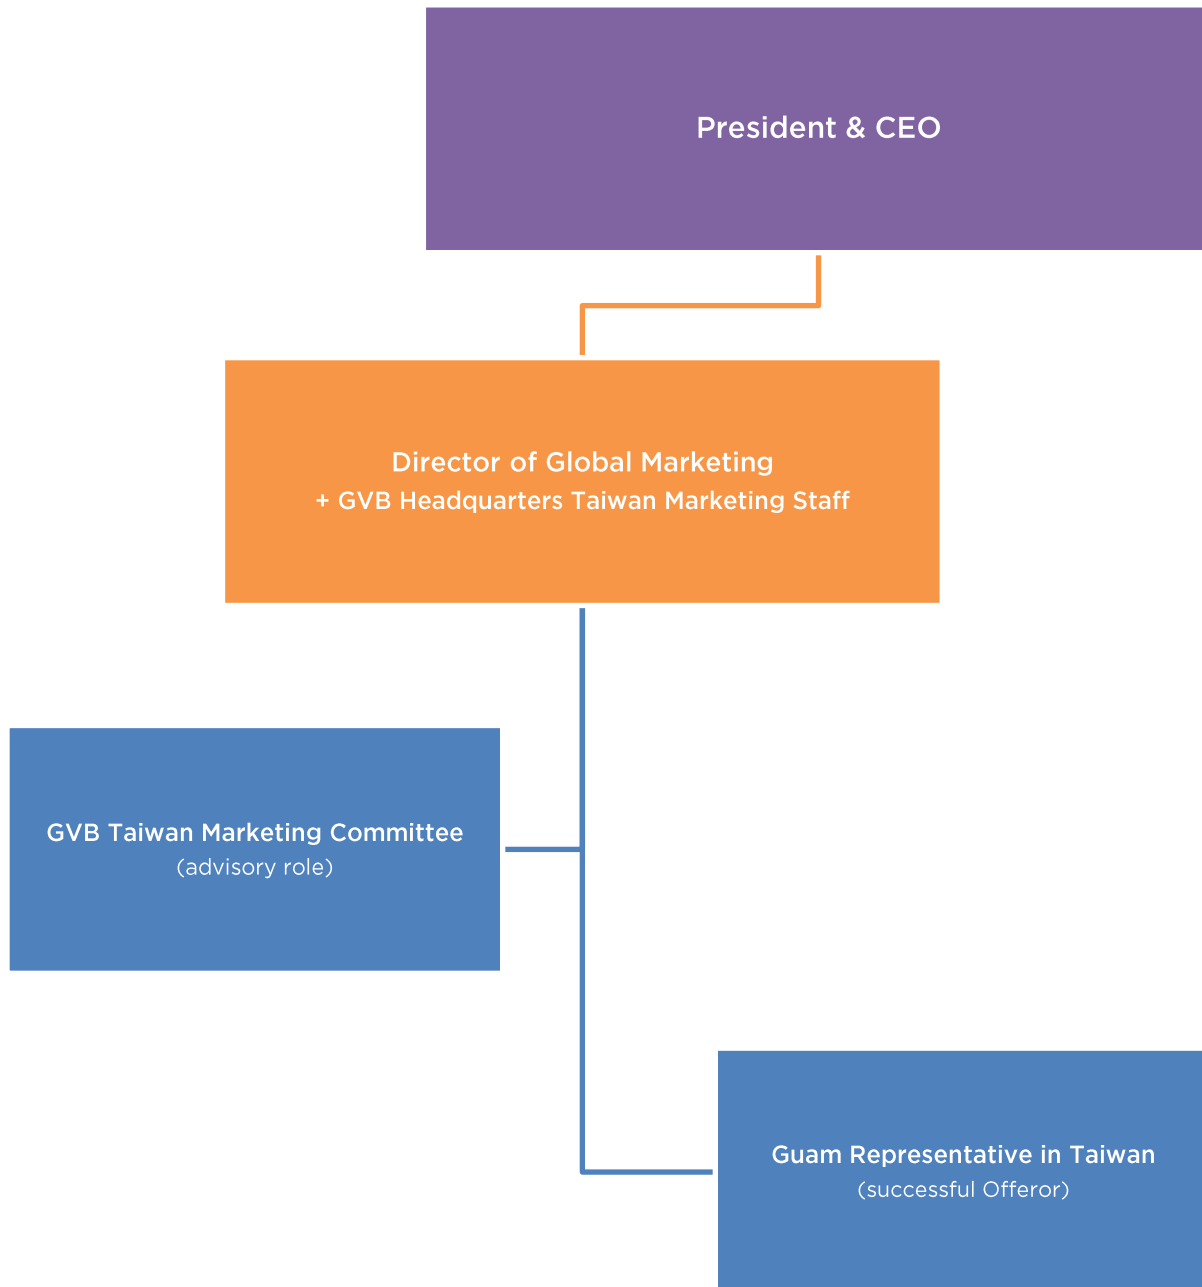 President & CEO
Director of Global Marketing
+ GVB Headquarters Taiwan Marketing Staff
GVB Taiwan Marketing Committee
(advisory role)
Guam Representative in Taiwan
(successful Offeror)